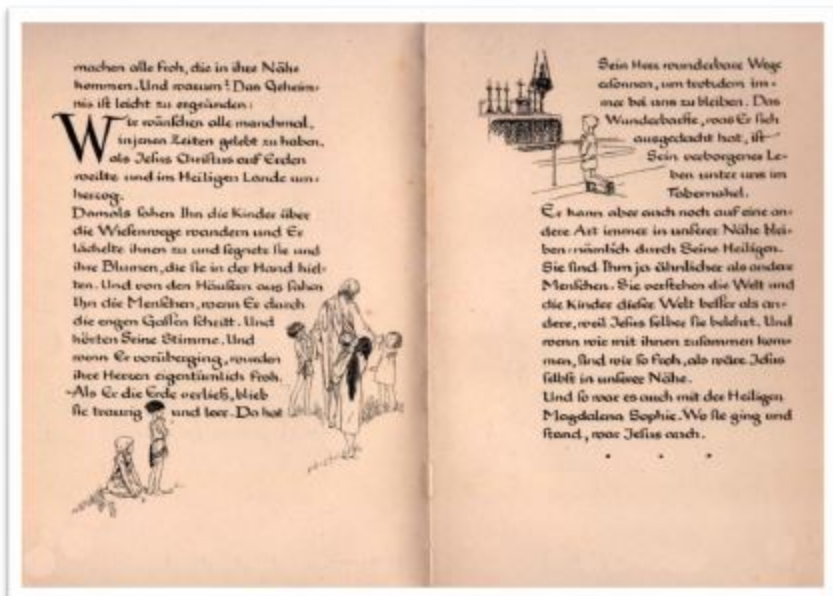 machen alle froh, die in ihre Nähe
kommen. Und warum? Das Geheim-
nis ist leicht zu ergründen:
Wir wünschen alle manchmal,
in jenen Zeiten gelebt zu haben,
als Jesus Christus auf Erden
weilte und im Heiligen Lande um-
herzog.
Damals sahen Ihn die Kinder über
die Wiesenwege wandern und Er
lächelte ihnen zu und segnete sie und
ihre Blumen, die sie in der Hand hiel-
ten. Und von den Häusern aus sahen
Ihn die Menschen, wenn Er durch
die engen Gassen schritt. Und
hörten Seine Stimme. Und
wenn Er vorüberging, wurden
ihre Herzen eigentümlich froh.
Als Er die Erde verließ, blieb
sie traurig und leer. Da hat
Sein Herz wunderbare Wege
ersonnen, um trotzdem im-
mer bei uns zu bleiben. Das
Wunderbarste, was Er sich
ausgedacht hat, ist
Sein verborgenes Le-
ben unter uns im
Tabernakel.
Er kann aber auch noch auf eine an-
dere Art immer in unserer Nähe blei-
ben: nämlich durch Seine Heiligen.
Sie sind Ihm ja ähnlicher als andere
Menschen. Sie verstehen die Welt und
die Kinder dieser Welt besser als an-
dere, weil Jesus selber sie belehrt. Und
wenn wir mit ihnen zusammen kom-
men, sind wir so froh, als wäre Jesus
selbst in unserer Nähe.
Und so war es auch mit der Heiligen
Magdalena Sophie. Wo sie ging und
stand, war Jesus auch.